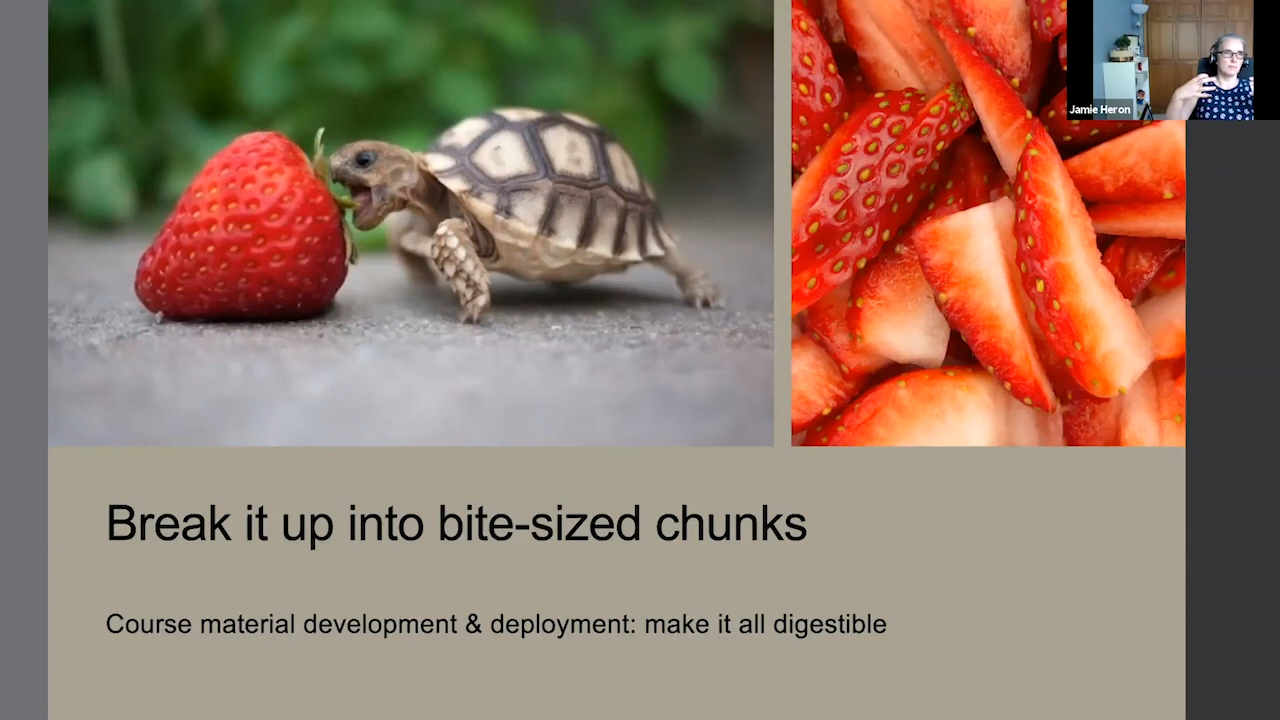 Jamie Heron
Break it up into bite-sized chunks
Course material development & deployment: make it all digestible